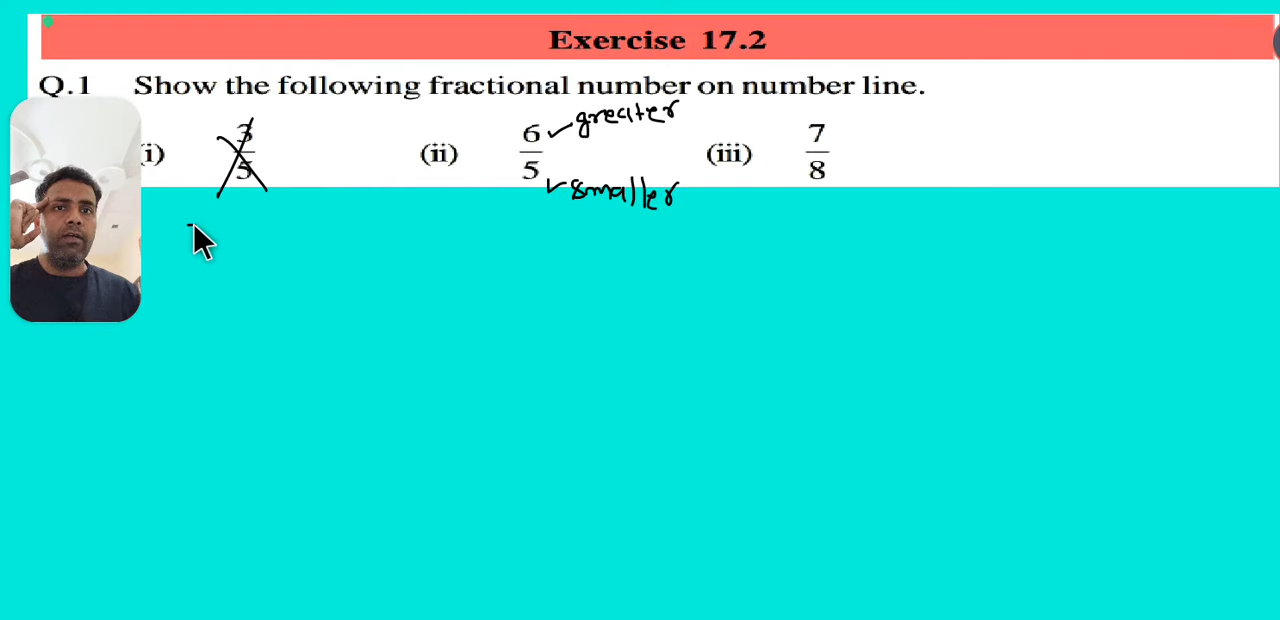 Exercise 17.2
Q.1 Show the following fractional number on number line.
(i) 3/5 (ii) 6/5 (iii) 7/8
greater
smaller